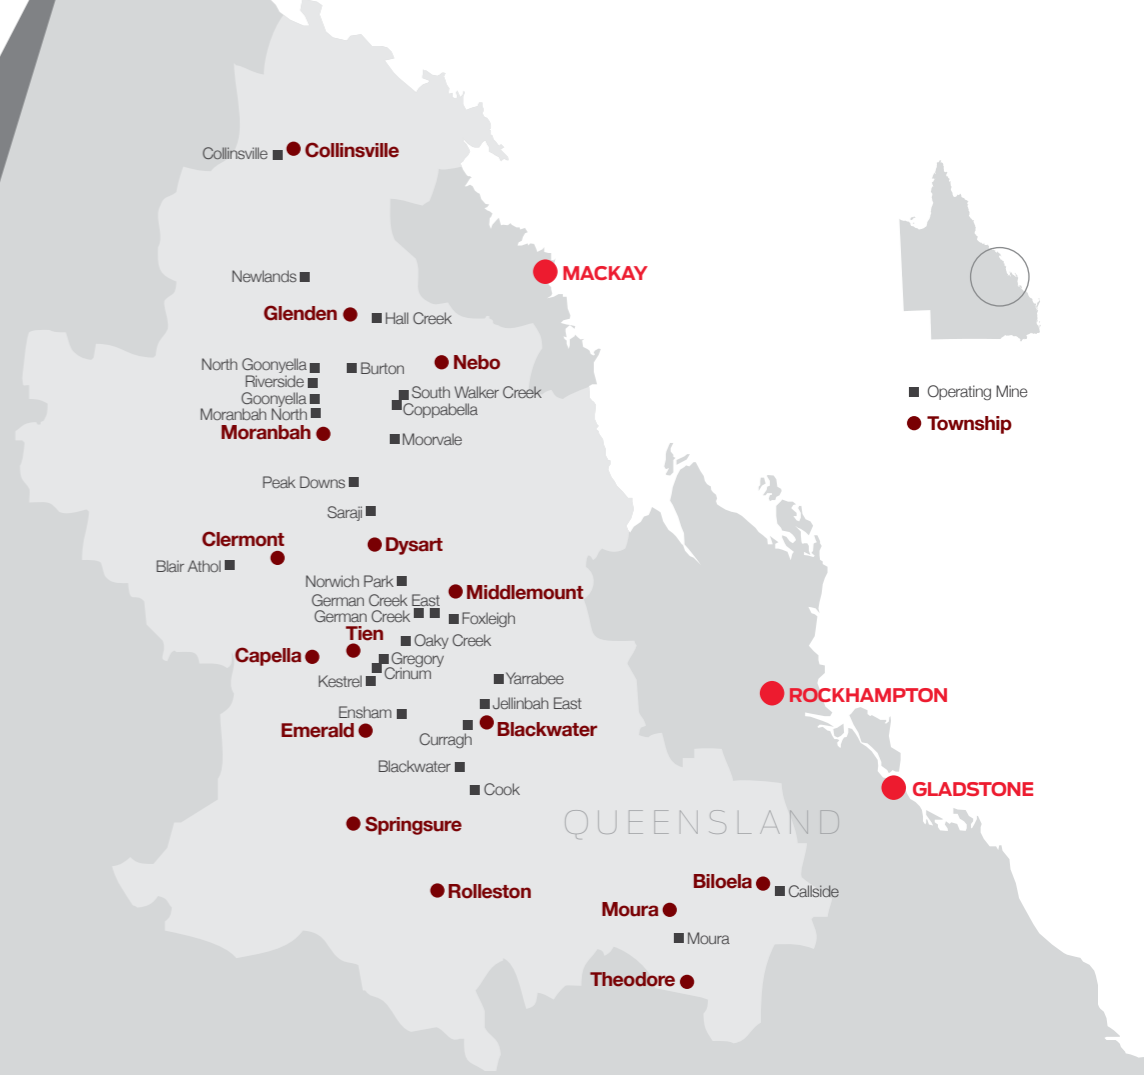 Collinsville
Collinsville
MACKAY
Newlands
Glenden
Hall Creek
North Goonyella
Burton
Nebo
Riverside
South Walker Creek
Goonyella
Coppabella
Moranbah North
Moranbah
Moorvale
Operating Mine
Township
Peak Downs
Saraji
Clermont
Dysart
Blair Athol
Norwich Park
Middlemount
German Creek East
German Creek
Foxleigh
Tien
Oaky Creek
Capella
Gregory
Crinum
Kestrel
Yarrabee
ROCKHAMPTON
Jellinbah East
Ensham
Emerald
Blackwater
Curragh
Blackwater
Cook
GLADSTONE
QUEENSLAND
Springsure
Rolleston
Biloela
Callside
Moura
Moura
Theodore